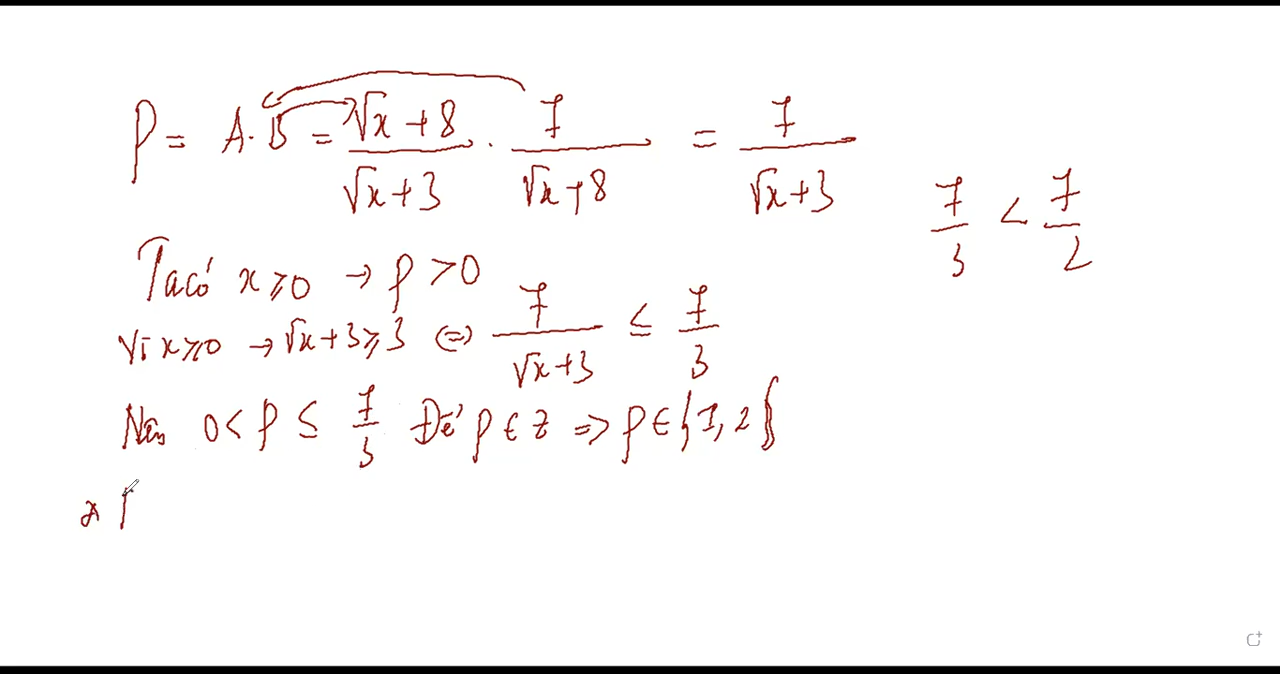 P = A.B = (√x + 8)/(√x + 3) . 7/(√x + 8) = 7/(√x + 3)
7/3 < 7/2
Ta có x ≥ 0 → P > 0
Vì x ≥ 0 → √x + 3 ≥ 3 ⇔ 7/(√x + 3) ≤ 7/3
Nên 0 < P ≤ 7/3 Để P ∈ Z => P ∈ {1, 2}